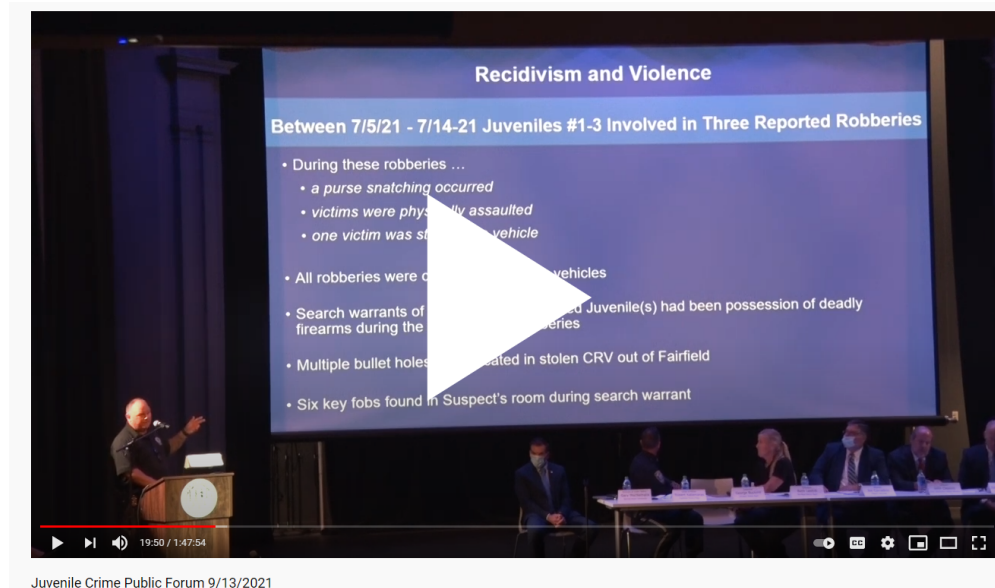 Recidivism and Violence
Between 7/5/21 - 7/14-21 Juveniles #1-3 Involved in Three Reported Robberies
• During these robberies …
• a purse snatching occurred
• victims were assaulted
• one victim was vehicle
• All robberies were vehicles
• Search warrants of Juvenile(s) had been possession of deadly
firearms during the
• Multiple bullet holes in stolen CRV out of Fairfield
• Six key fobs found in Suspect's room during search warrant
19:50 / 1:47:54
CC
Juvenile Crime Public Forum 9/13/2021